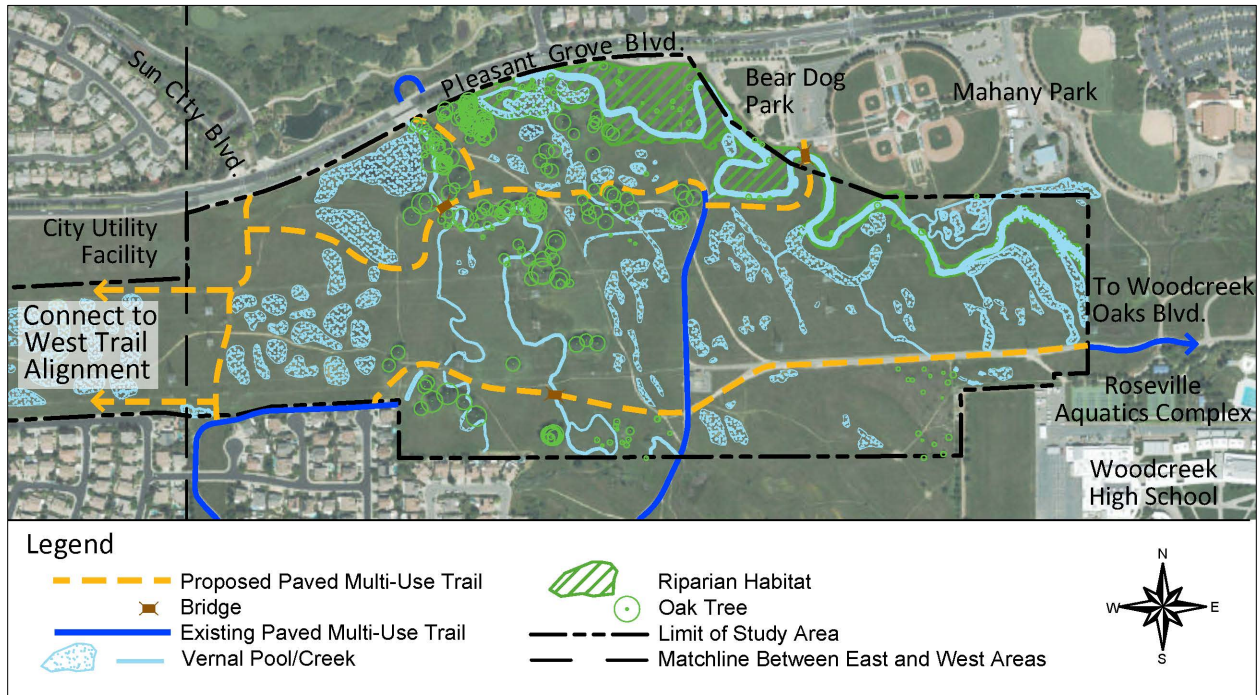 Sun City Blvd.
Pleasant Grove Blvd.
Bear Dog
Park
Mahany Park
City Utility
Facility
Connect to
West Trail
Alignment
To Woodcreek
Oaks Blvd.
Roseville
Aquatics Complex
Woodcreek
High School
Legend
Proposed Paved Multi-Use Trail
Bridge
Existing Paved Multi-Use Trail
Vernal Pool/Creek
Riparian Habitat
Oak Tree
Limit of Study Area
Matchline Between East and West Areas
N
W E
S